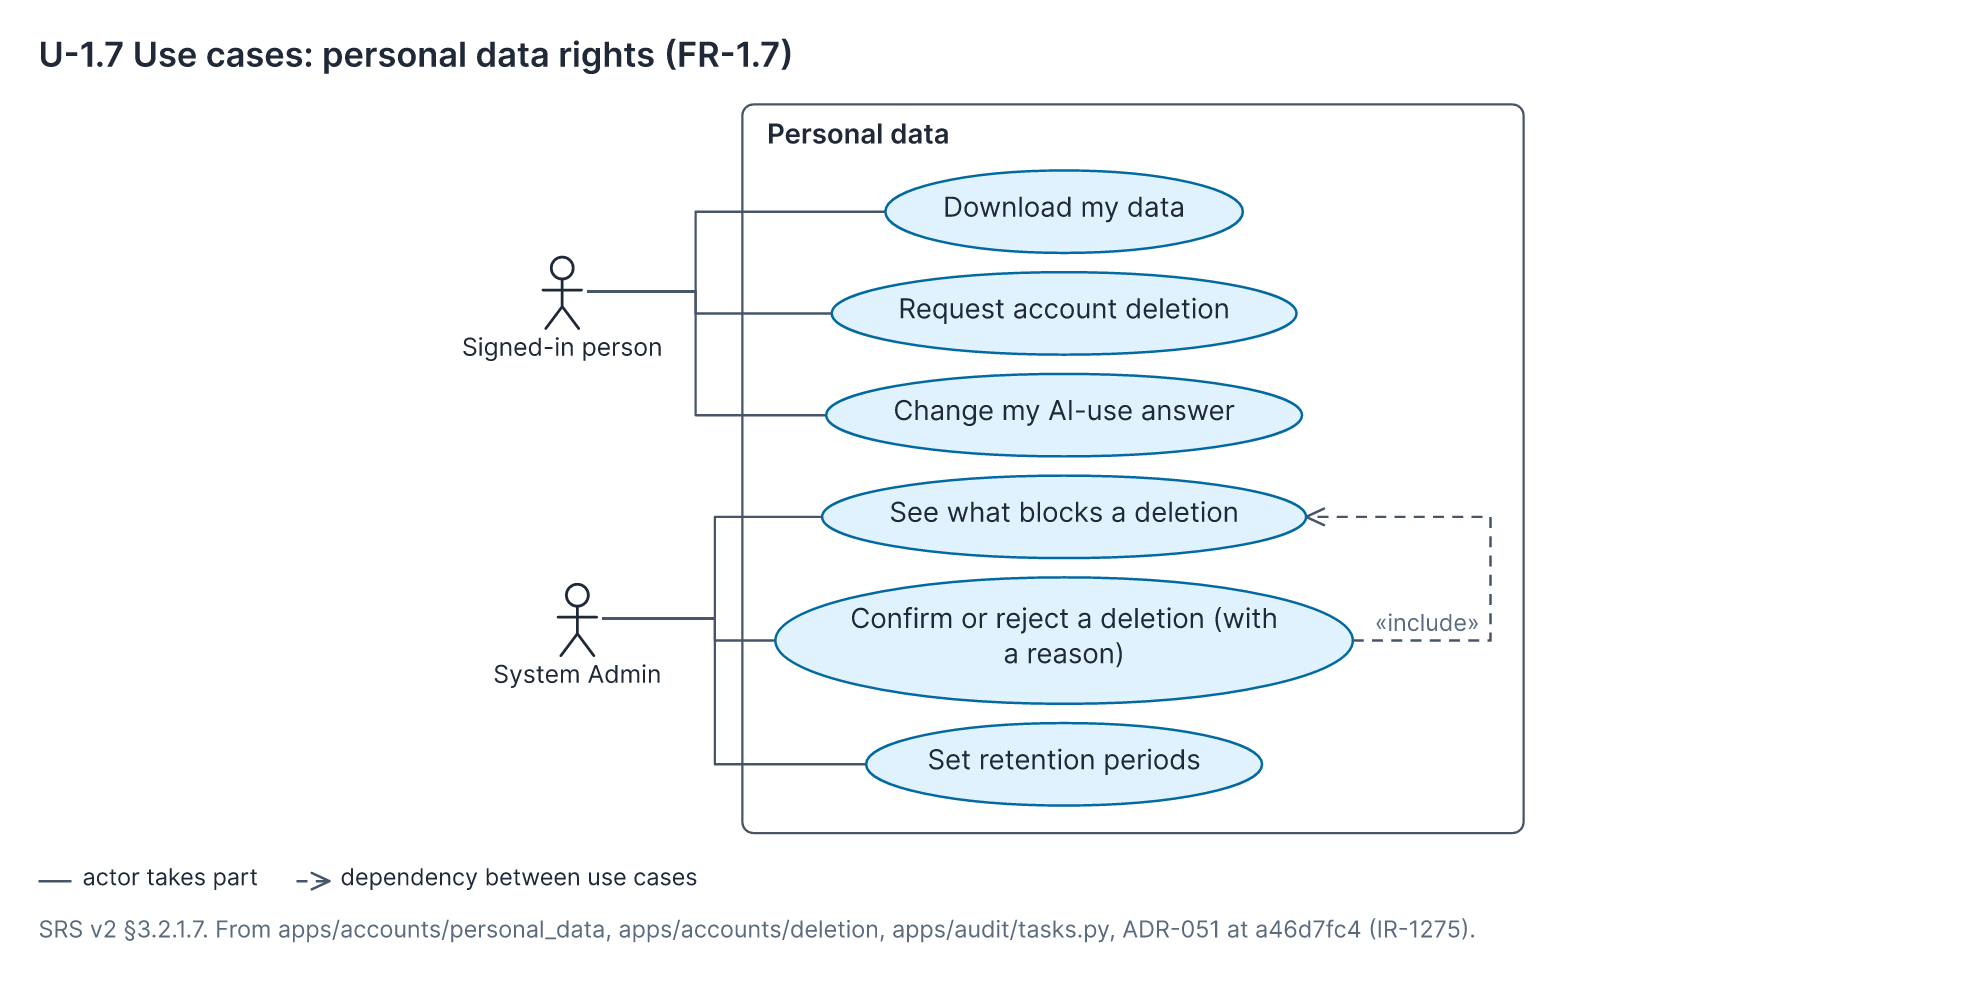 U-1.7 Use cases: personal data rights (FR-1.7)
Personal data
Download my data
Request account deletion
Signed-in person
Change my AI-use answer
See what blocks a deletion
Confirm or reject a deletion (with
a reason)
«include»
System Admin
Set retention periods
actor takes part
dependency between use cases
SRS v2 §3.2.1.7. From apps/accounts/personal_data, apps/accounts/deletion, apps/audit/tasks.py, ADR-051 at a46d7fc4 (IR-1275).